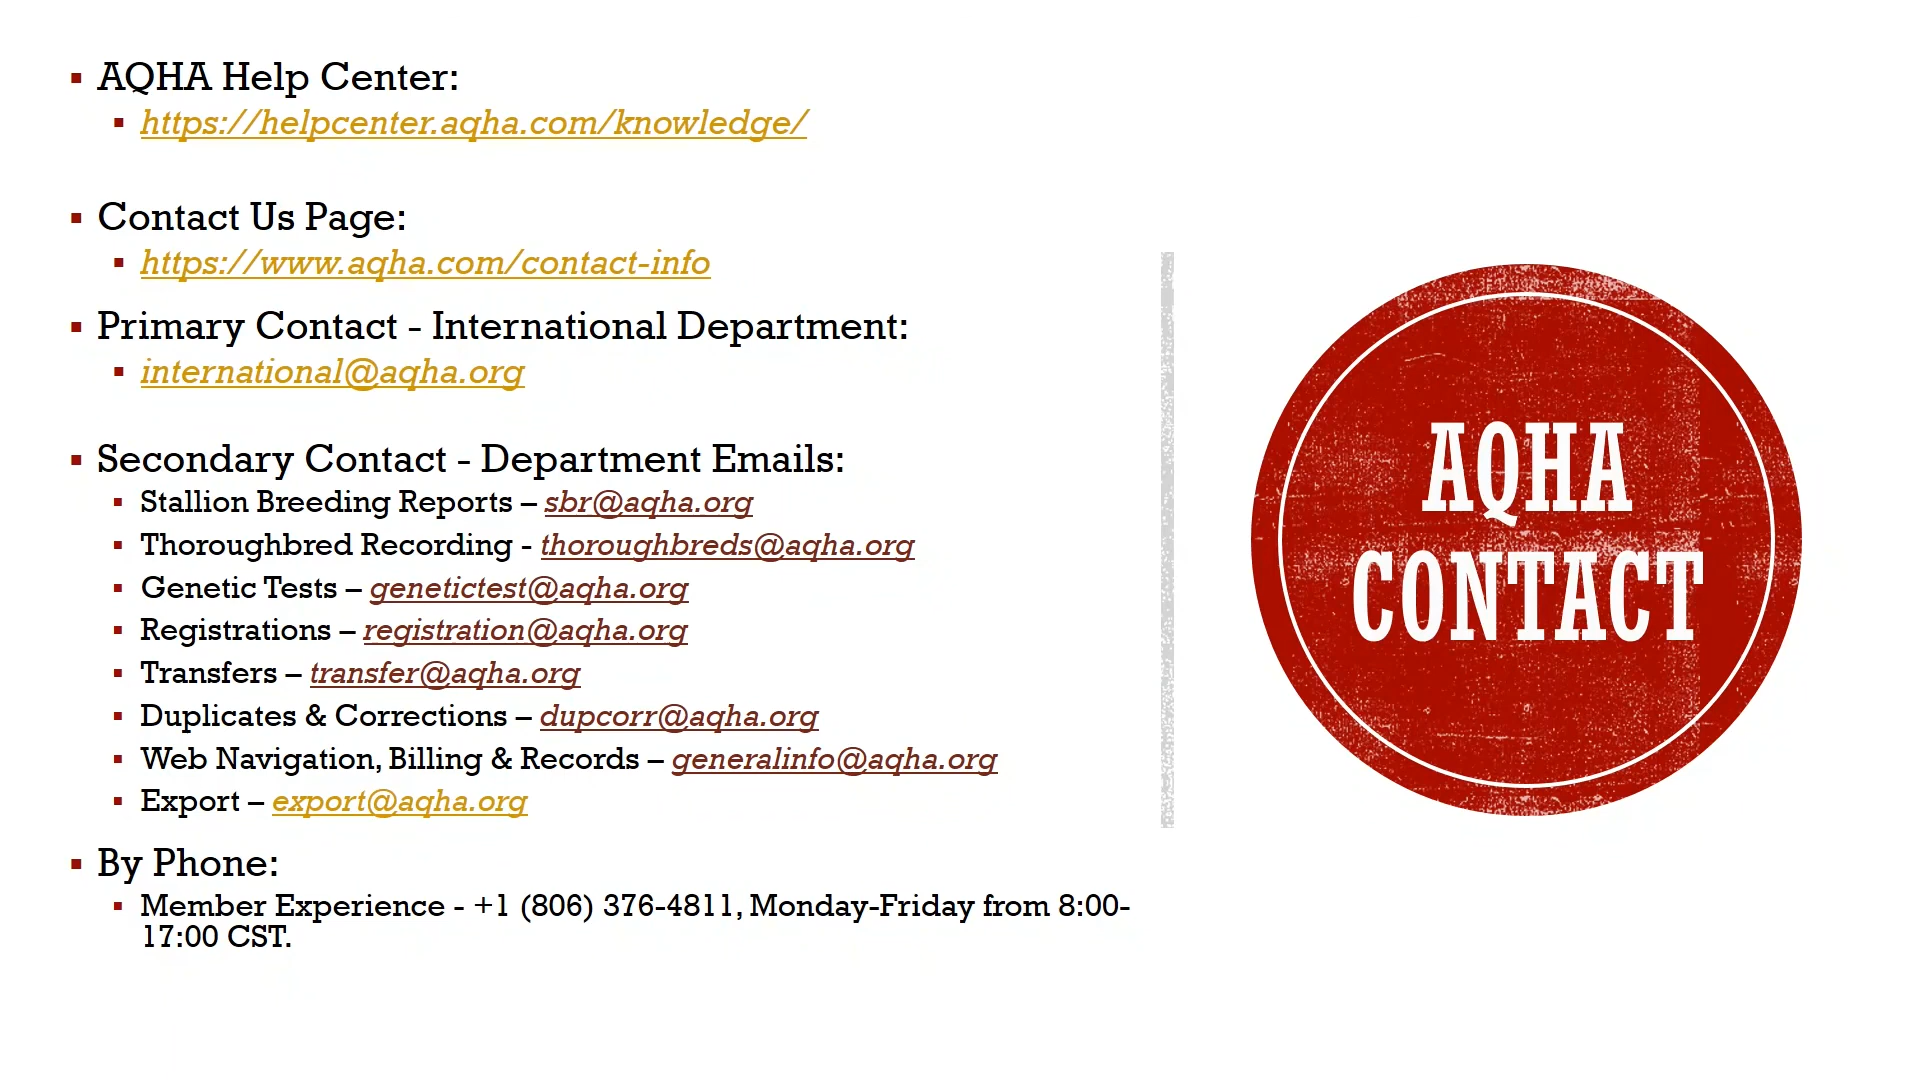 AQHA Help Center:
https://helpcenter.aqha.com/knowledge/
Contact Us Page:
https://www.aqha.com/contact-info
Primary Contact - International Department:
international@aqha.org
Secondary Contact - Department Emails:
Stallion Breeding Reports – sbr@aqha.org
Thoroughbred Recording - thoroughbreds@aqha.org
Genetic Tests – genetictest@aqha.org
Registrations – registration@aqha.org
Transfers – transfer@aqha.org
Duplicates & Corrections – dupcorr@aqha.org
Web Navigation, Billing & Records – generalinfo@aqha.org
Export – export@aqha.org
By Phone:
Member Experience - +1 (806) 376-4811, Monday-Friday from 8:00-
17:00 CST.
AQHA
CONTACT